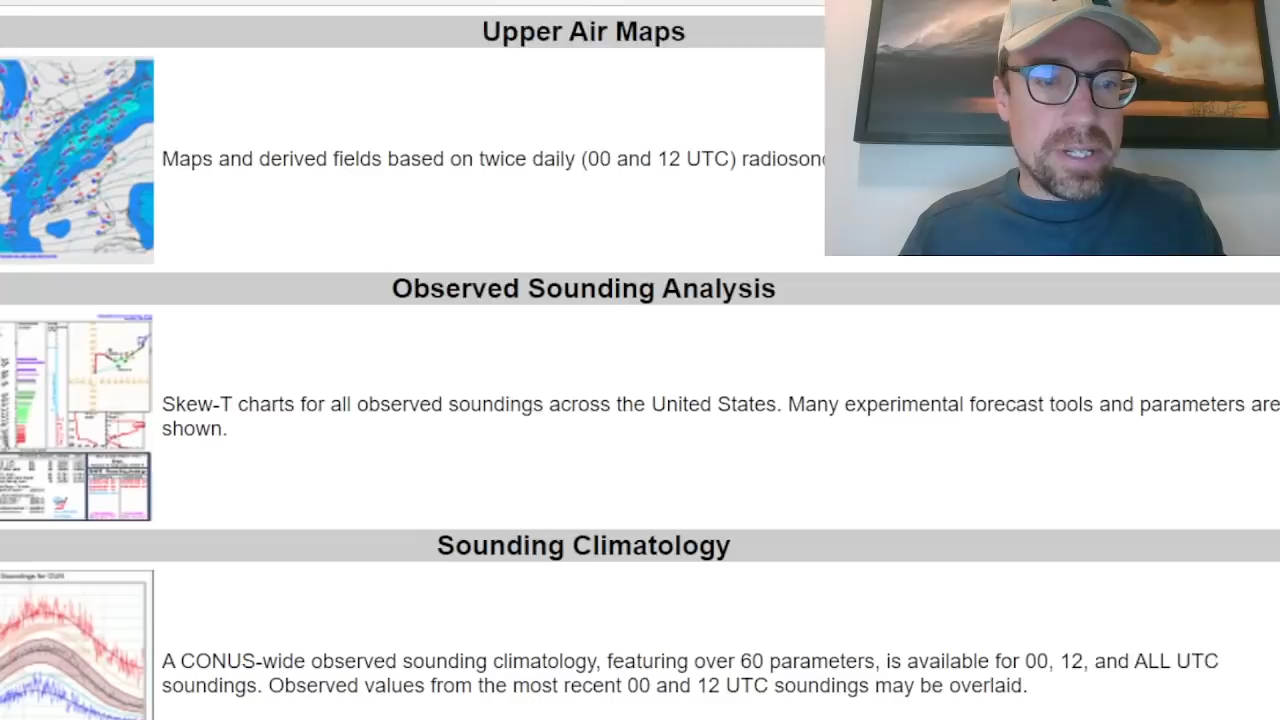 Upper Air Maps
Maps and derived fields based on twice daily (00 and 12 UTC)
Observed Sounding Analysis
Skew-T charts for all observed soundings across the United States. Many experimental forecast tools and parameters are
shown.
Sounding Climatology
A CONUS-wide observed sounding climatology, featuring over 60 parameters, is available for 00, 12, and ALL UTC
soundings. Observed values from the most recent 00 and 12 UTC soundings may be overlaid.